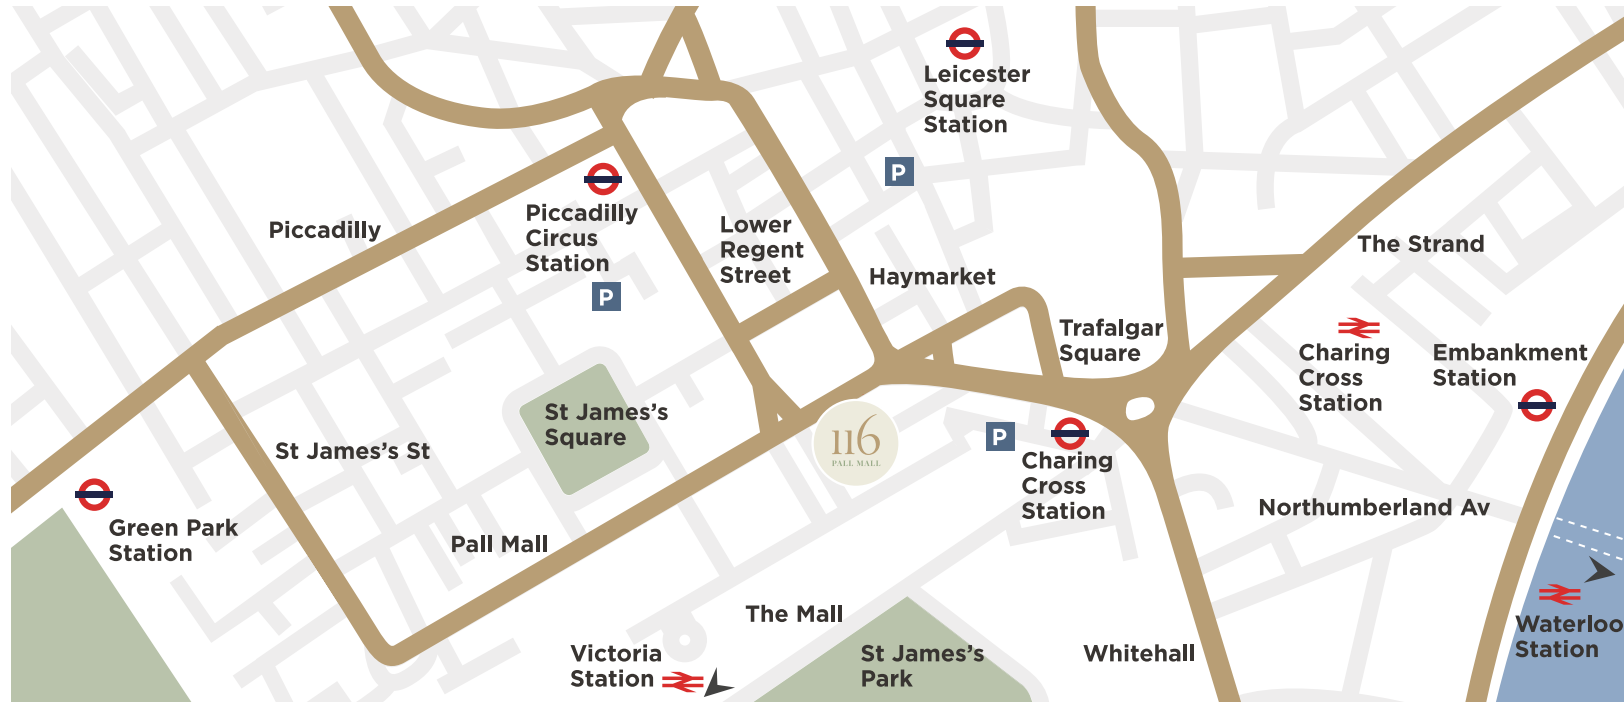 Leicester
Square
Station
P
Piccadilly
Circus
Station
P
Piccadilly
Lower
Regent
Street
Haymarket
The Strand
Trafalgar
Square
Charing
Cross
Station
Embankment
Station
St James's
Square
116
PALL MALL
P
Charing
Cross
Station
St James's St
Northumberland Av
Green Park
Station
Pall Mall
The Mall
Victoria
Station
St James's
Park
Whitehall
Waterloo
Station